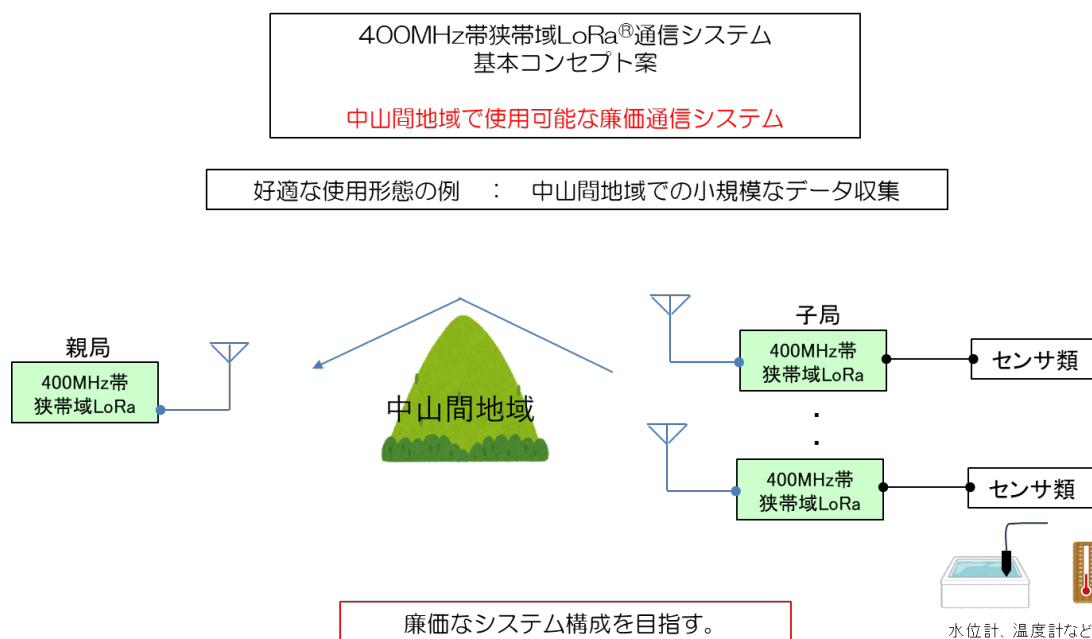 400MHz帯狭帯域LoRa®通信システム
基本コンセプト案
中山間地域で使用可能な廉価通信システム
好適な使用形態の例 : 中山間地域での小規模なデータ収集
親局
400MHz帯
狭帯域LoRa
中山間地域
子局
400MHz帯
狭帯域LoRa
センサ類
・
・
400MHz帯
狭帯域LoRa
センサ類
水位計、温度計など
廉価なシステム構成を目指す。